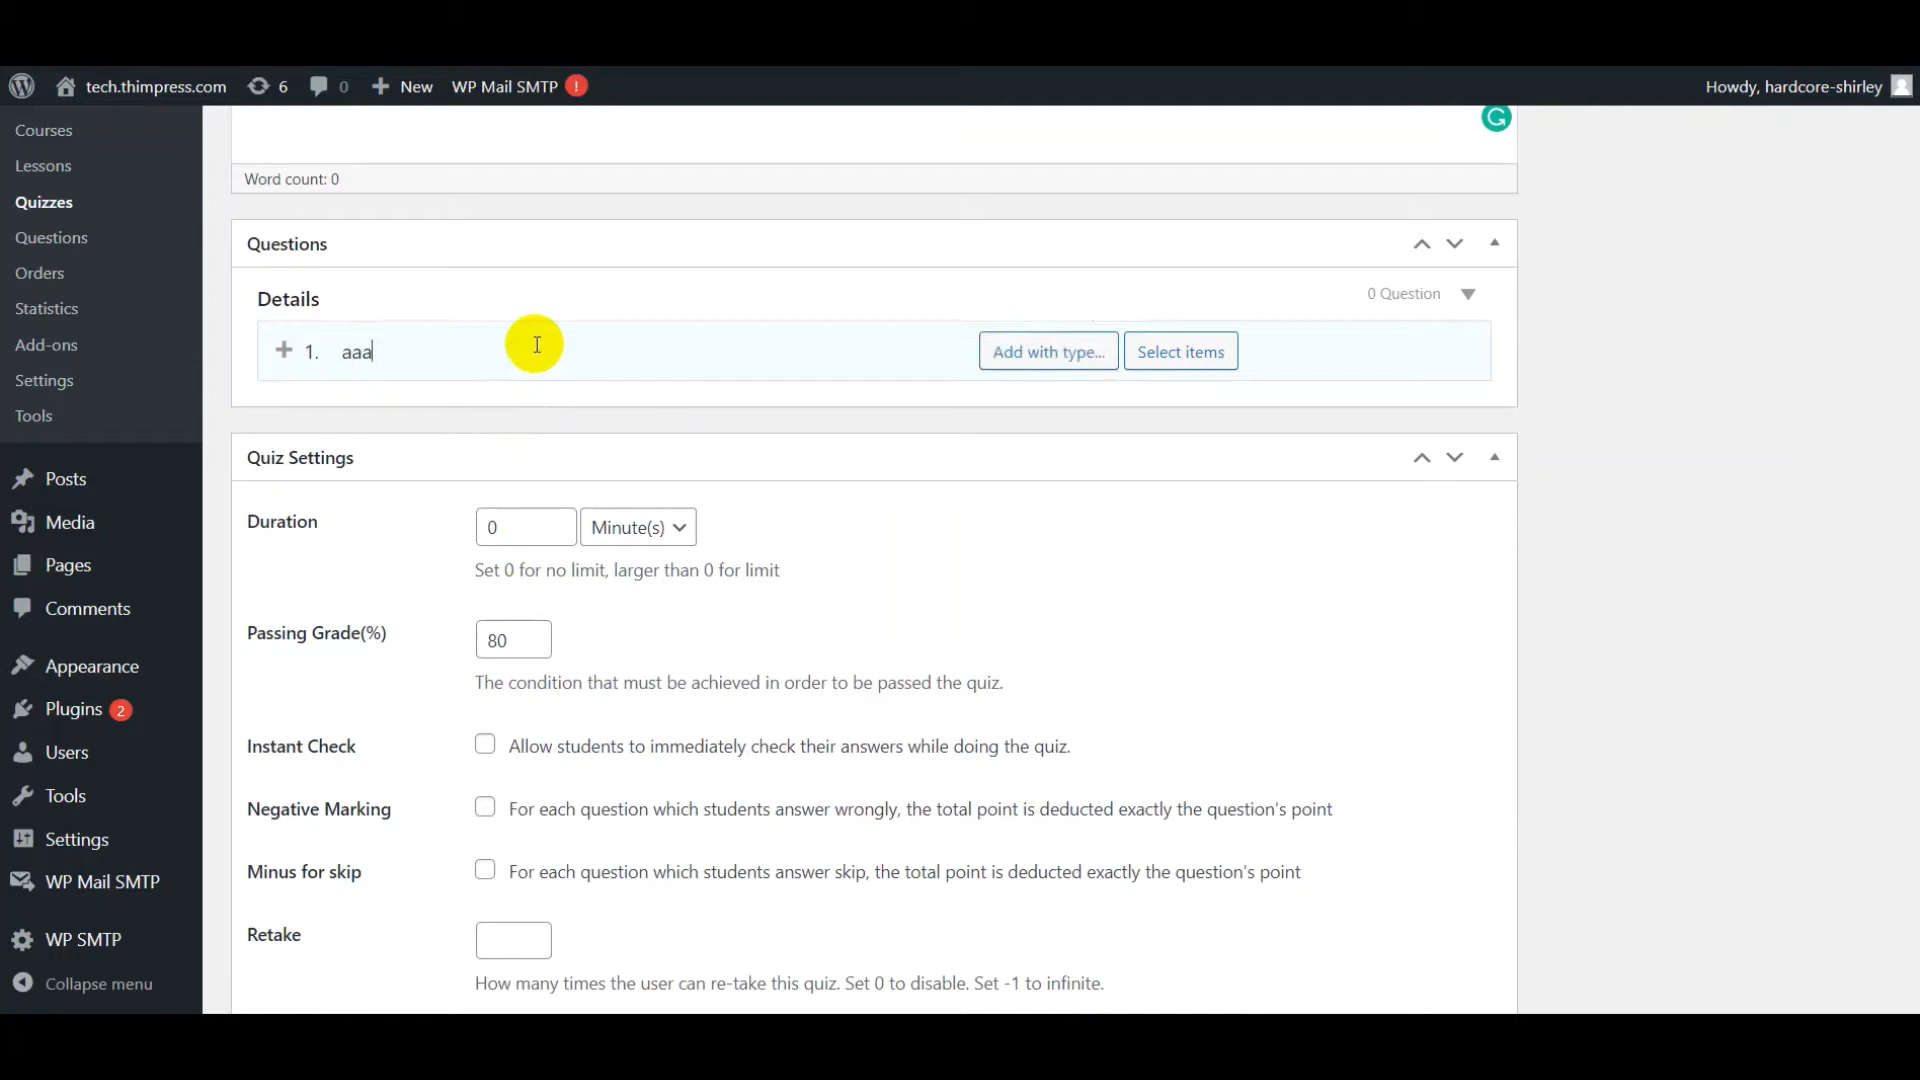 tech.thimpress.com 6 0 New WP Mail SMTP ! Howdy, hardcore-shirley
Courses
Lessons
Quizzes
Questions
Orders
Statistics
Add-ons
Settings
Tools
Posts
Media
Pages
Comments
Appearance
Plugins 2
Users
Tools
Settings
WP Mail SMTP
WP SMTP
Collapse menu
Word count: 0
Questions
Details 0 Question
1. aaa Add with type... Select items
Quiz Settings
Duration 0 Minute(s)
Set 0 for no limit, larger than 0 for limit
Passing Grade(%) 80
The condition that must be achieved in order to be passed the quiz.
Instant Check Allow students to immediately check their answers while doing the quiz.
Negative Marking For each question which students answer wrongly, the total point is deducted exactly the question's point
Minus for skip For each question which students answer skip, the total point is deducted exactly the question's point
Retake
How many times the user can re-take this quiz. Set 0 to disable. Set -1 to infinite.